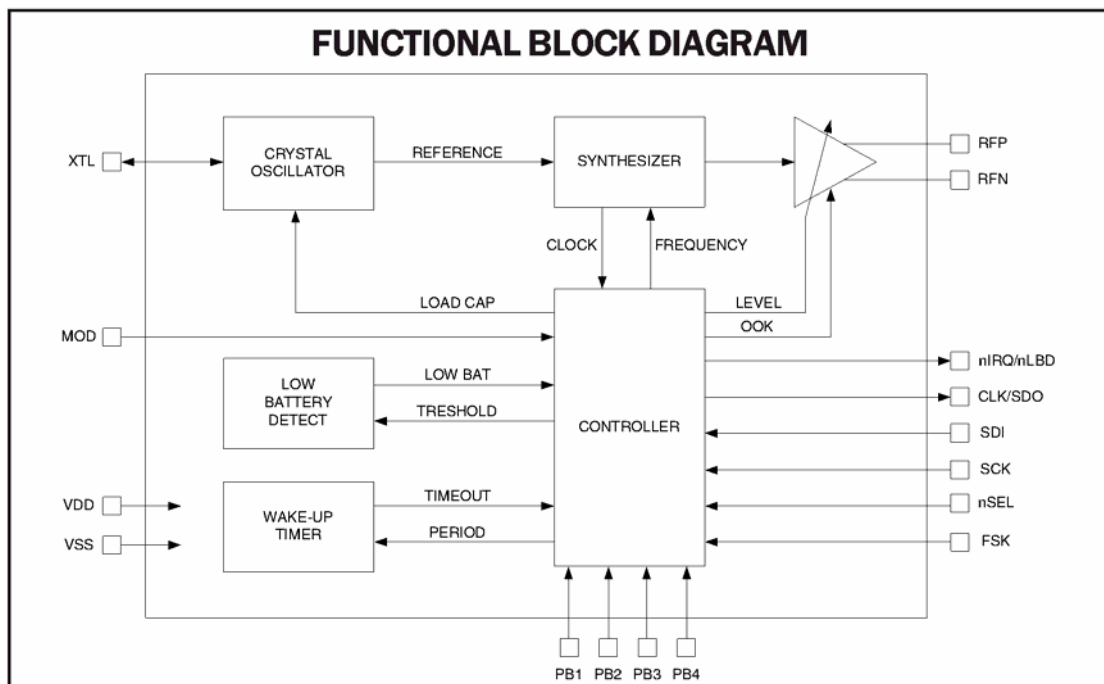 FUNCTIONAL BLOCK DIAGRAM
XTL
CRYSTAL
OSCILLATOR
REFERENCE
SYNTHESIZER
RFP
RFN
CLOCK
FREQUENCY
LOAD CAP
LEVEL
OOK
MOD
LOW
BATTERY
DETECT
LOW BAT
TRESHOLD
CONTROLLER
nIRQ/nLBD
CLK/SDO
SDI
SCK
nSEL
FSK
VDD
VSS
WAKE-UP
TIMER
TIMEOUT
PERIOD
PB1
PB2
PB3
PB4